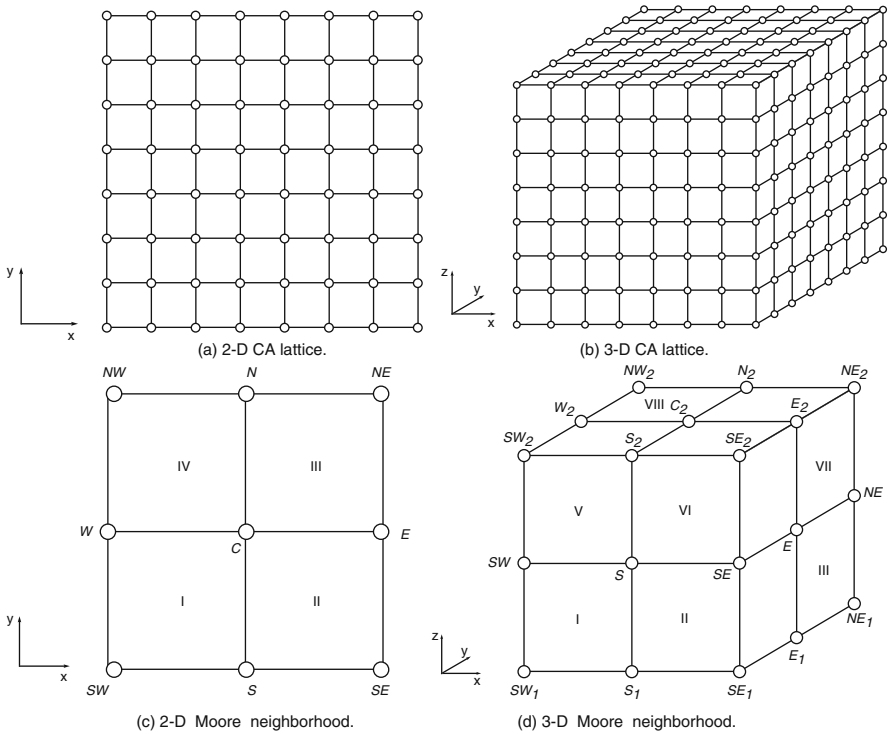 y
x
(a) 2-D CA lattice.
z
y
x
(b) 3-D CA lattice.
NW N NE
IV III
W C E
I II
y
x
SW S SE
(c) 2-D Moore neighborhood.
NW2 N2 NE2
W2 VIII C2 E2
SW2 S2 SE2
VII
V VI
NE
SW S SE E
III
I II
NE1
z
y
x
E1
SW1 S1 SE1
(d) 3-D Moore neighborhood.